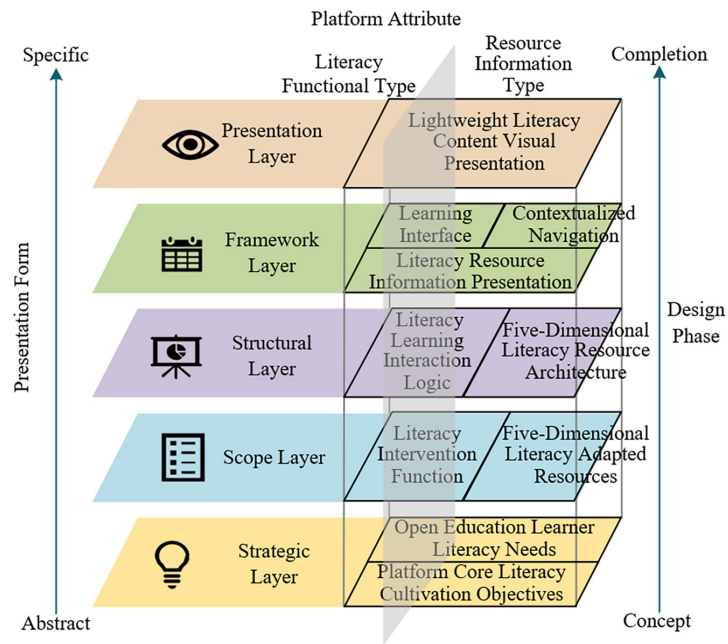 Platform Attribute
Specific
Literacy
Functional Type
Resource
Information
Type
Completion
Presentation
Layer
Lightweight Literacy
Content Visual
Presentation
Framework
Layer
Learning
Interface
Contextualized
Navigation
Literacy Resource
Information Presentation
Presentation Form
Structural
Layer
Literacy
Learning
Interaction
Logic
Five-Dimensional
Literacy Resource
Architecture
Design
Phase
Scope Layer
Literacy
Intervention
Function
Five-Dimensional
Literacy Adapted
Resources
Strategic
Layer
Open Education Learner
Literacy Needs
Platform Core Literacy
Cultivation Objectives
Abstract
Concept